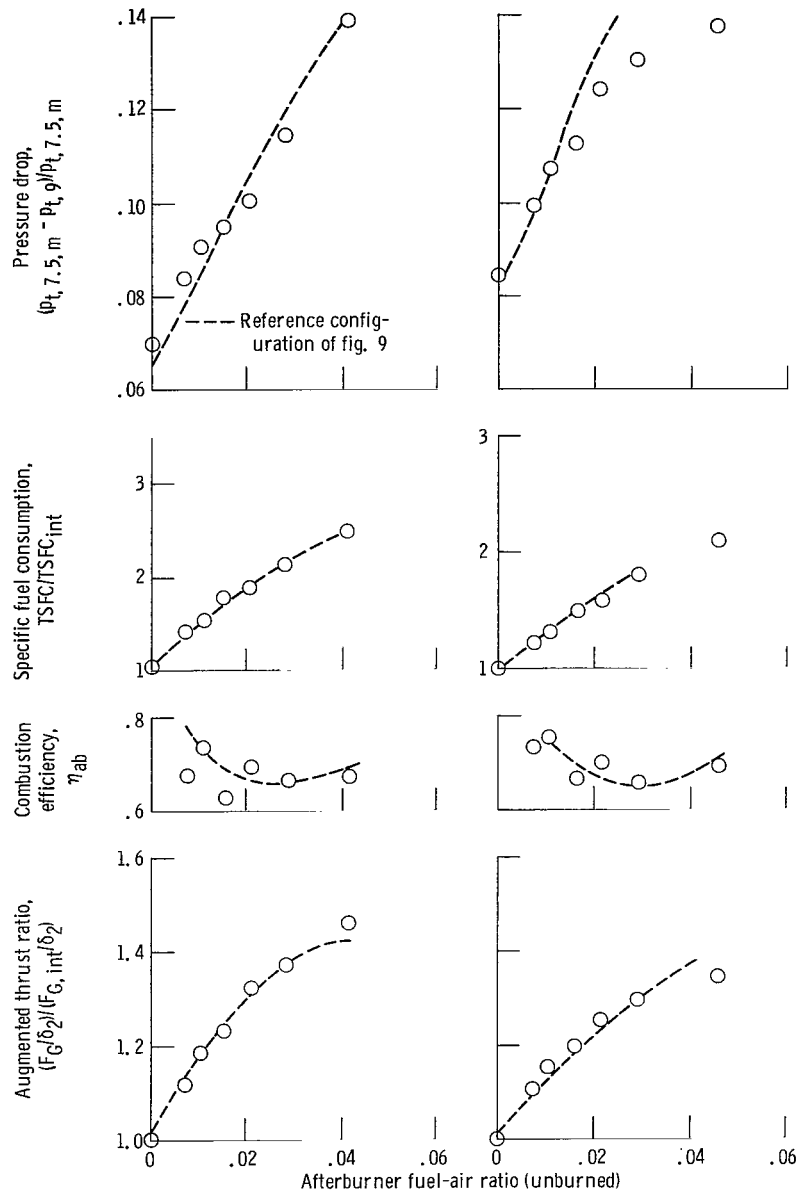 .14
.12
.10
.08
.06
Pressure drop,
(pt, 7.5, m - pt, 9)/pt, 7.5, m
Reference config-
uration of fig. 9
3
2
1
Specific fuel consumption,
TSFC/TSFCint
3
2
1
.8
.6
Combustion
efficiency,
ηab
1.6
1.4
1.2
1.0
Augmented thrust ratio,
(FG/δ2)/(FG, int/δ2)
0 .02 .04 .06 0 .02 .04 .06
Afterburner fuel-air ratio (unburned)